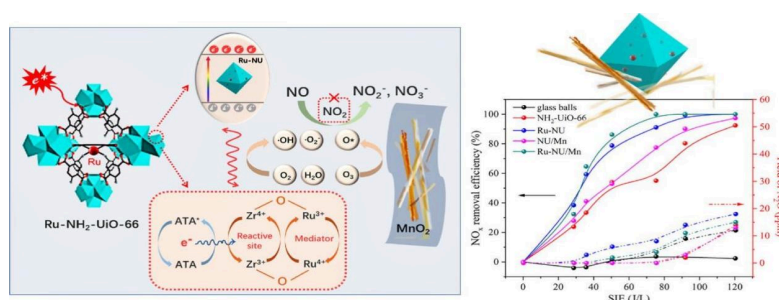 Ru
Ru-NH₂-UiO-66
Ru-NU
NO
NO₂
NO₂⁻, NO₃⁻
·OH
·O₂⁻
O•
O₂
H₂O
O₃
MnO₂
ATA⁺
e⁻
ATA
O
Zr⁴⁺
Ru³⁺
Reactive site
Mediator
Zr³⁺
Ru⁴⁺
O
glass balls
NH₂-UiO-66
Ru-NU
NU/Mn
Ru-NU/Mn
NOₓ removal efficiency (%)
100
80
60
40
20
0
60
50
40
30
20
10
0
0 20 40 60 80 100 120
SIE (J/L)